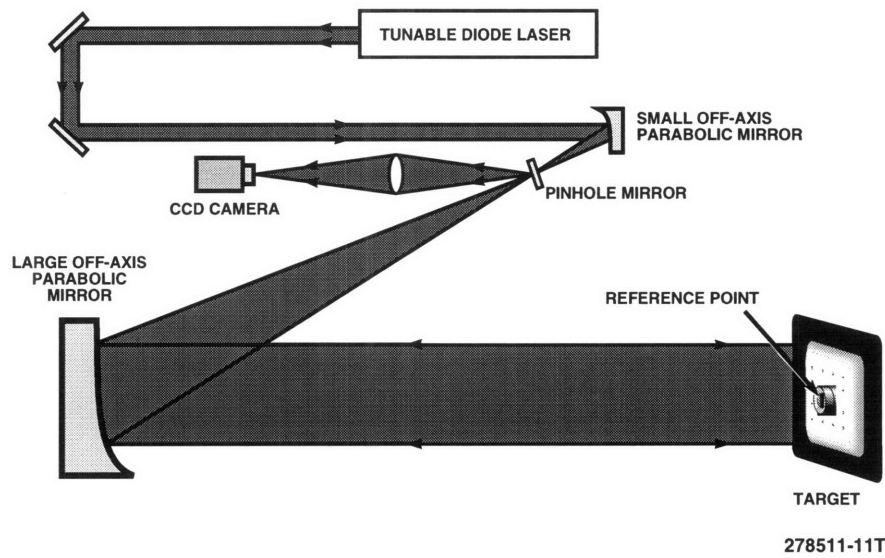 TUNABLE DIODE LASER
SMALL OFF-AXIS
PARABOLIC MIRROR
CCD CAMERA
PINHOLE MIRROR
LARGE OFF-AXIS
PARABOLIC
MIRROR
REFERENCE POINT
TARGET
278511-11T